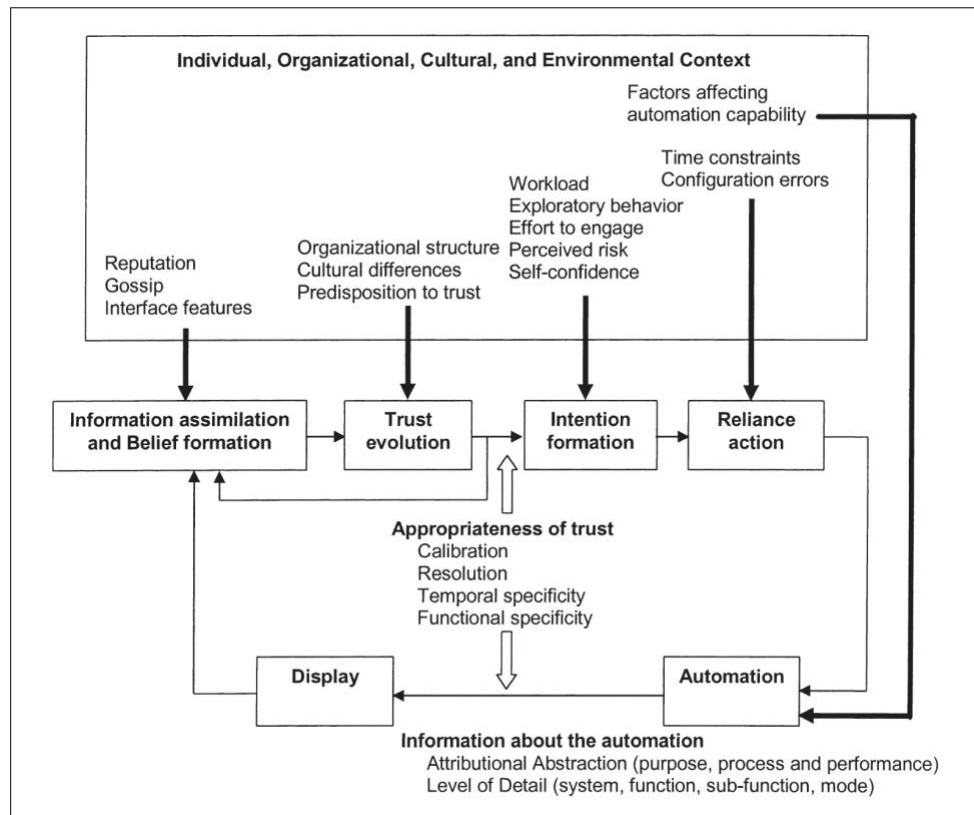 Individual, Organizational, Cultural, and Environmental Context
Factors affecting
automation capability
Time constraints
Configuration errors
Workload
Exploratory behavior
Effort to engage
Perceived risk
Self-confidence
Organizational structure
Cultural differences
Predisposition to trust
Reputation
Gossip
Interface features
Information assimilation
and Belief formation
Trust
evolution
Intention
formation
Reliance
action
Appropriateness of trust
Calibration
Resolution
Temporal specificity
Functional specificity
Display
Automation
Information about the automation
Attributional Abstraction (purpose, process and performance)
Level of Detail (system, function, sub-function, mode)